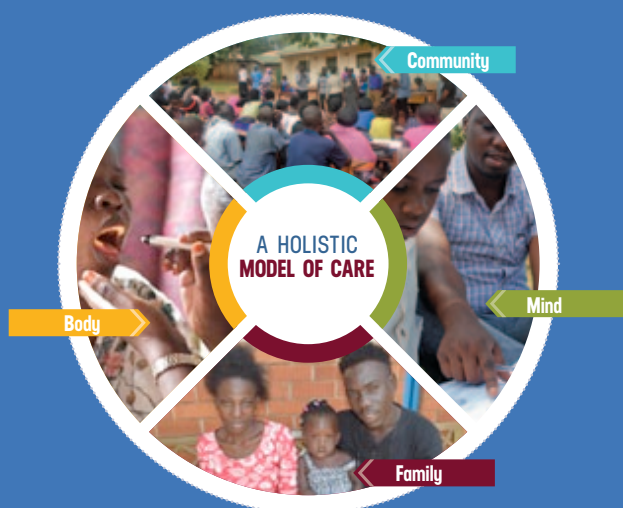 Community
A HOLISTIC
MODEL OF CARE
Mind
Body
Family